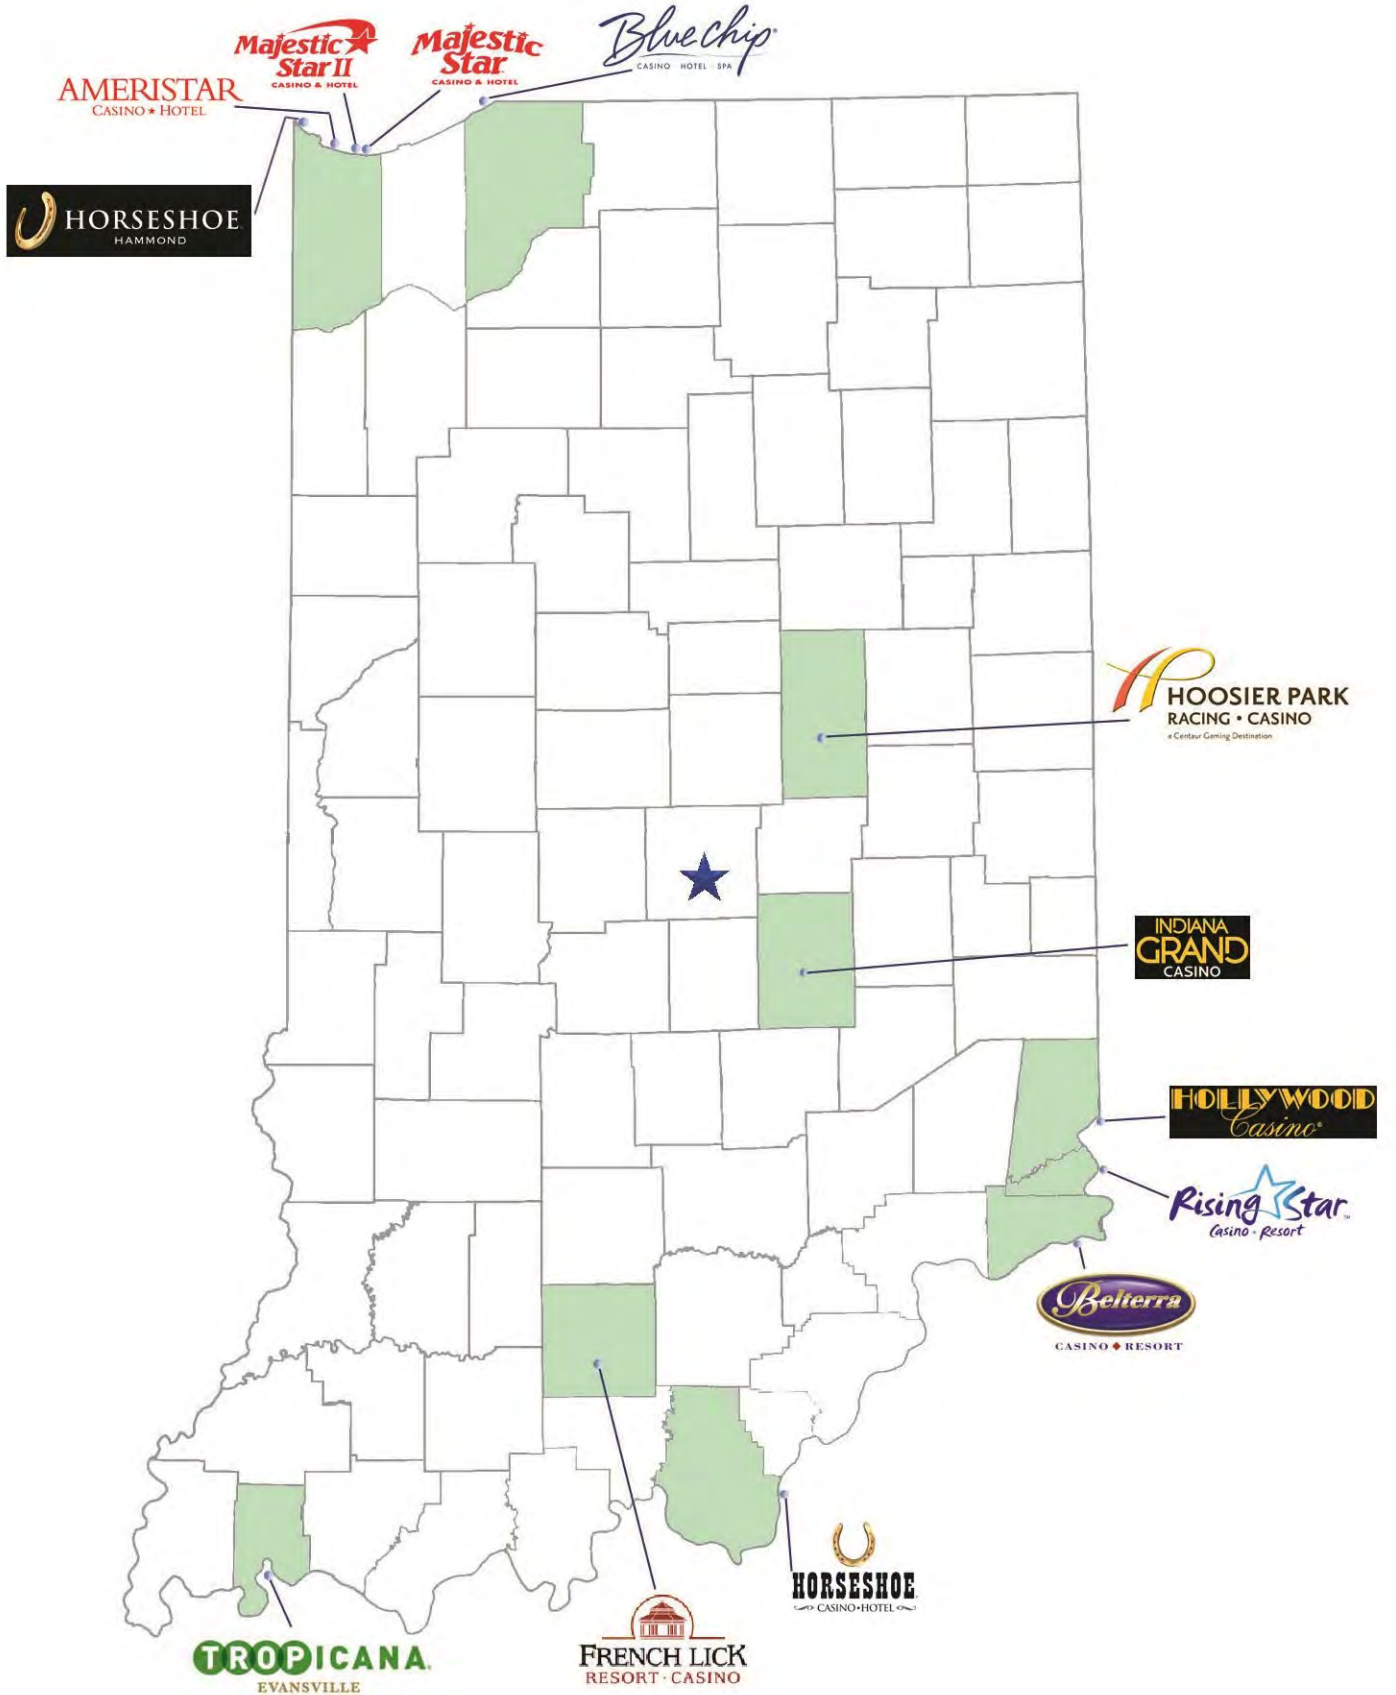 Blue Chip
CASINO HOTEL SPA
Majestic
Star II
CASINO & HOTEL
Majestic
Star
CASINO & HOTEL
AMERISTAR
CASINO ★ HOTEL
HORSESHOE
HAMMOND
HOOSIER PARK
RACING • CASINO
a Centaur Gaming Destination
INDIANA
GRAND
CASINO
HOLLYWOOD
Casino®
Rising Star™
Casino • Resort
Belterra
CASINO ♦ RESORT
HORSESHOE
CASINO•HOTEL
FRENCH LICK
RESORT · CASINO
TROPICANA®
EVANSVILLE